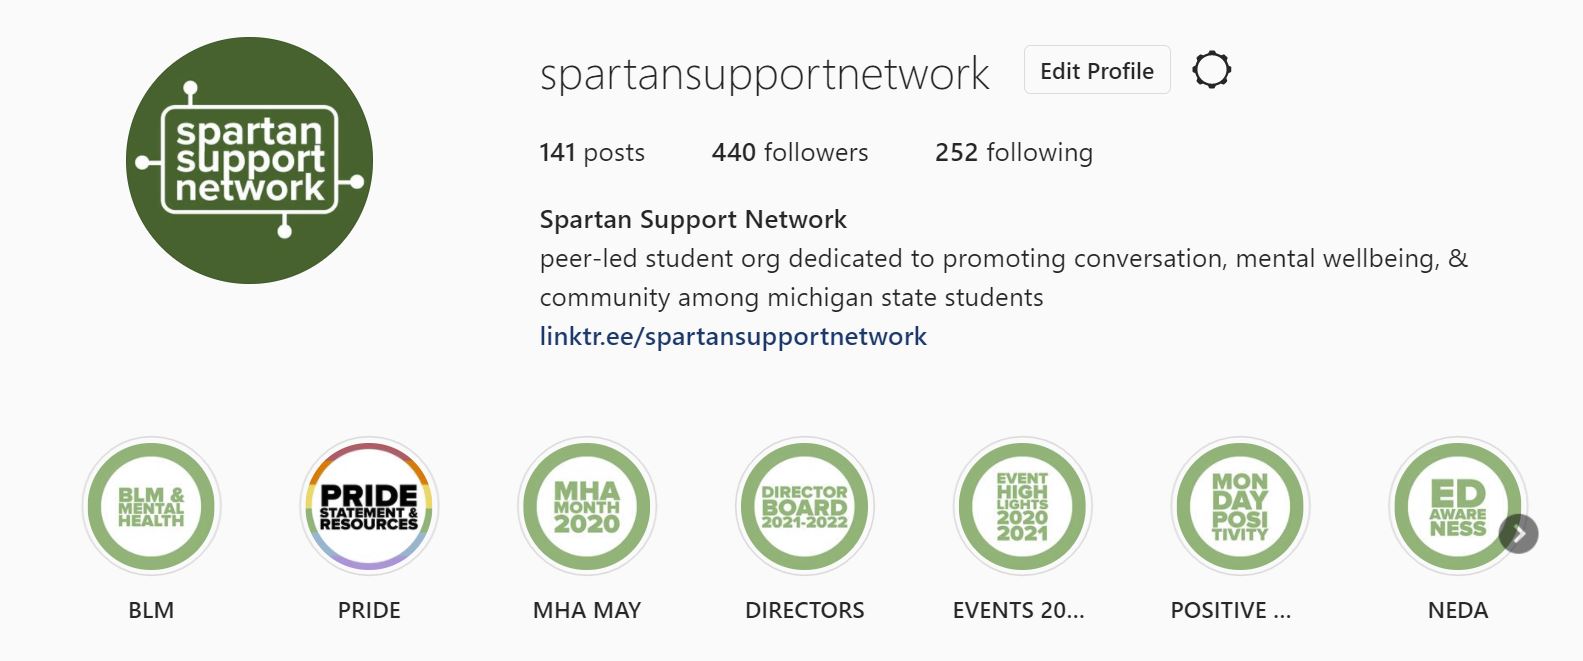 spartan
support
network
spartansupportnetwork
Edit Profile
141 posts
440 followers
252 following
Spartan Support Network
peer-led student org dedicated to promoting conversation, mental wellbeing, &
community among michigan state students
linktr.ee/spartansupportnetwork
BLM &
MENTAL
HEALTH
PRIDE
STATEMENT &
RESOURCES
MHA
MONTH
2020
DIRECTOR
BOARD
2021-2022
EVENT
HIGH
LIGHTS
2020
2021
MON
DAY
POSI
TIVITY
ED
AWARE
NESS
BLM
PRIDE
MHA MAY
DIRECTORS
EVENTS 20...
POSITIVE ...
NEDA